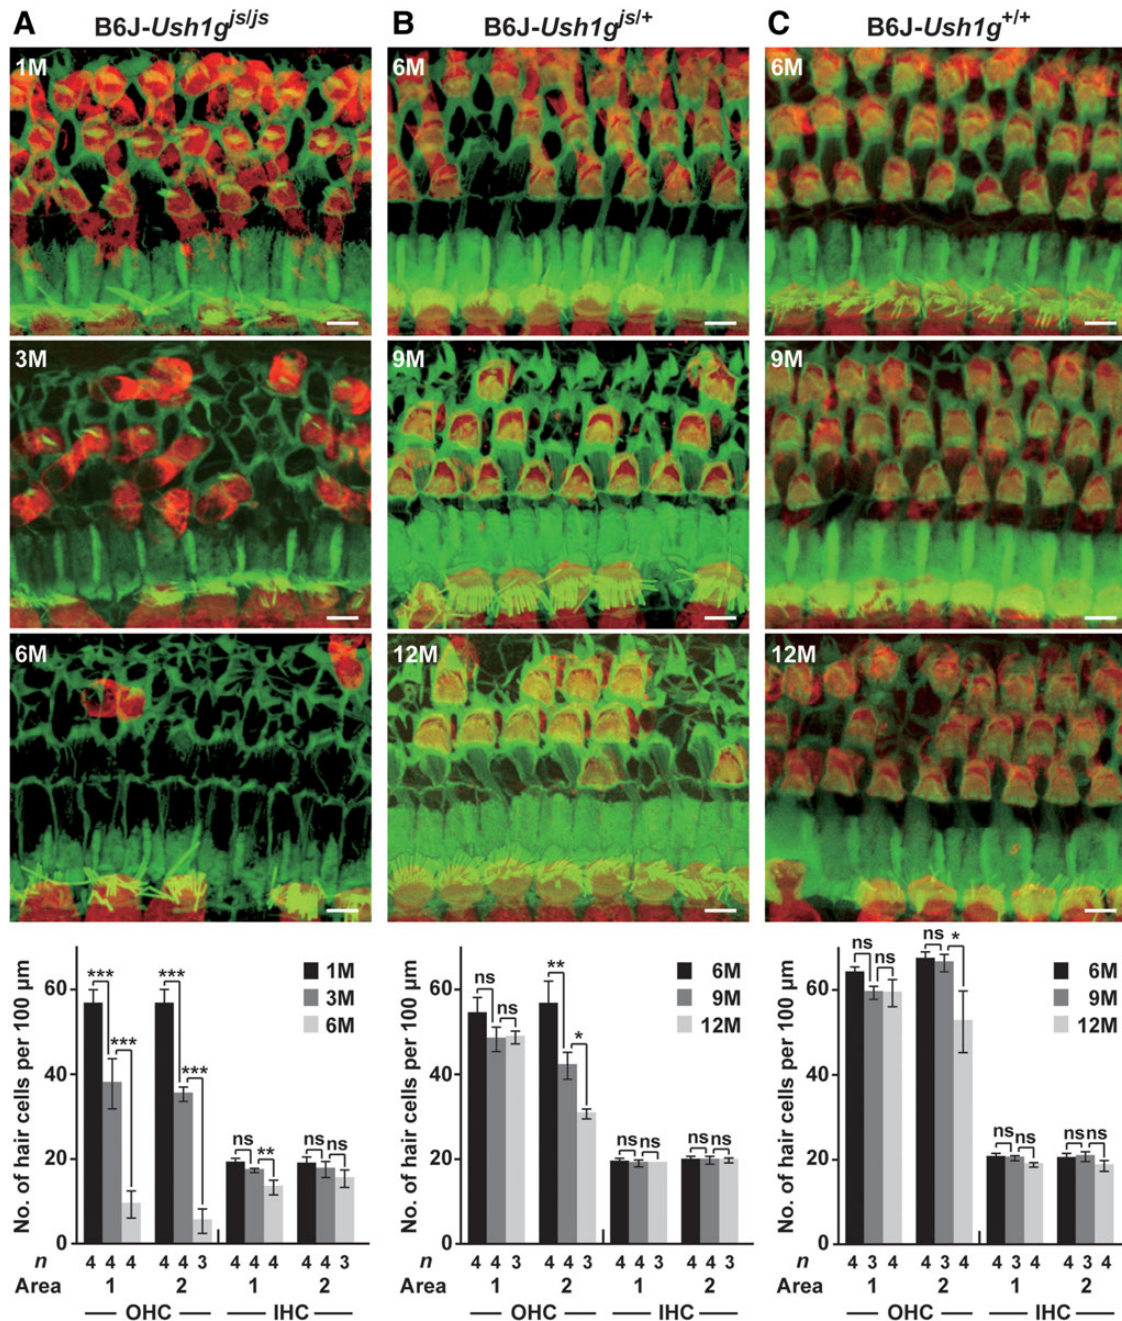 A B6J-Ush1g^js/js
B B6J-Ush1g^js/+
C B6J-Ush1g^+/+
1M
6M
6M
3M
9M
9M
6M
12M
12M
No. of hair cells per 100 µm
60
40
20
0
*** *** *** *** ns ** ns ns
1M
3M
6M
n 4 4 4 4 4 3 4 4 4 4 4 3
Area 1 2 1 2
OHC IHC
No. of hair cells per 100 µm
60
40
20
0
ns ns ** * ns ns ns ns
6M
9M
12M
4 4 3 4 4 3 4 4 3 4 4 3
1 2 1 2
OHC IHC
No. of hair cells per 100 µm
60
40
20
0
ns ns ns * ns ns ns ns
6M
9M
12M
n 4 3 4 4 3 4 4 3 4 4 3 4
Area 1 2 1 2
OHC IHC